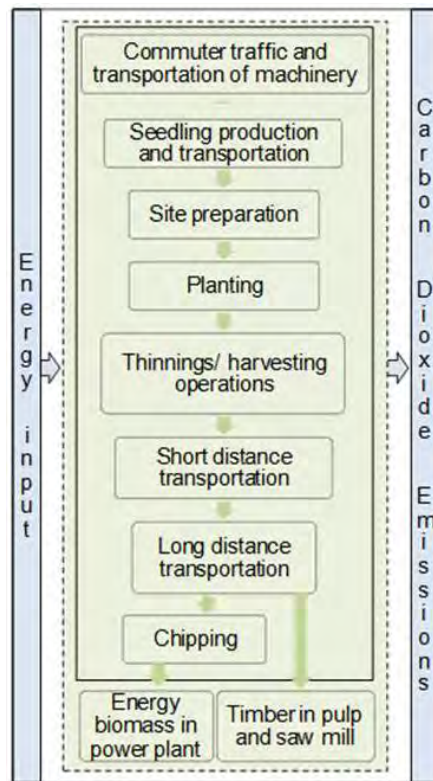 Commuter traffic and
transportation of machinery
Seedling production
and transportation
Site preparation
Planting
Energy input
Thinnings/ harvesting
operations
Carbon Dioxide Emissions
Short distance
transportation
Long distance
transportation
Chipping
Energy
biomass in
power plant
Timber in pulp
and saw mill